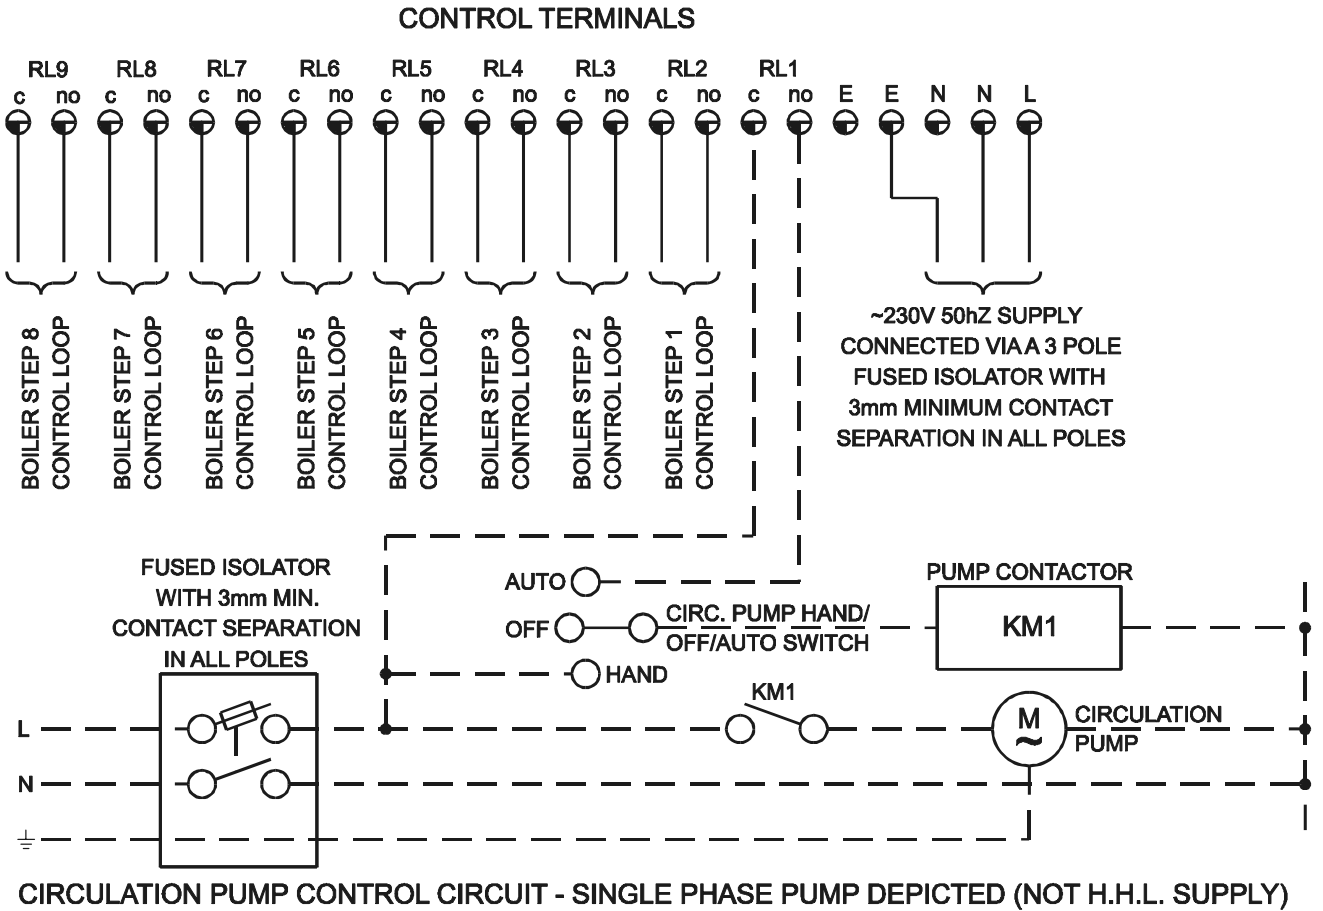 CONTROL TERMINALS
RL9 RL8 RL7 RL6 RL5 RL4 RL3 RL2 RL1
c no c no c no c no c no c no c no c no c no E E N N L
BOILER STEP 8
CONTROL LOOP
BOILER STEP 7
CONTROL LOOP
BOILER STEP 6
CONTROL LOOP
BOILER STEP 5
CONTROL LOOP
BOILER STEP 4
CONTROL LOOP
BOILER STEP 3
CONTROL LOOP
BOILER STEP 2
CONTROL LOOP
BOILER STEP 1
CONTROL LOOP
~230V 50hZ SUPPLY
CONNECTED VIA A 3 POLE
FUSED ISOLATOR WITH
3mm MINIMUM CONTACT
SEPARATION IN ALL POLES
FUSED ISOLATOR
WITH 3mm MIN.
CONTACT SEPARATION
IN ALL POLES
AUTO
OFF
HAND
CIRC. PUMP HAND/
OFF/AUTO SWITCH
PUMP CONTACTOR
KM1
KM1
M
~
CIRCULATION
PUMP
L
N
CIRCULATION PUMP CONTROL CIRCUIT - SINGLE PHASE PUMP DEPICTED (NOT H.H.L. SUPPLY)